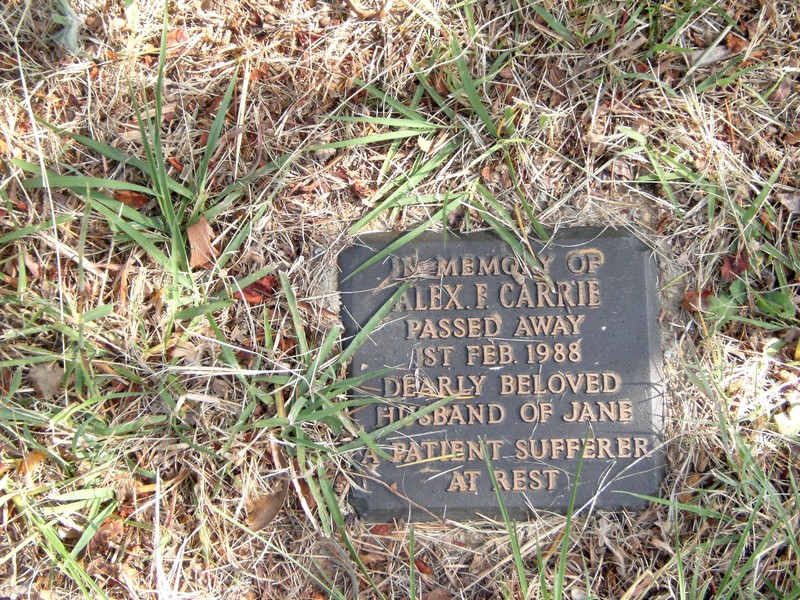 IN MEMORY OF
ALEX. F. CARRIE
PASSED AWAY
1ST FEB. 1988
DEARLY BELOVED
HUSBAND OF JANE
A PATIENT SUFFERER
AT REST